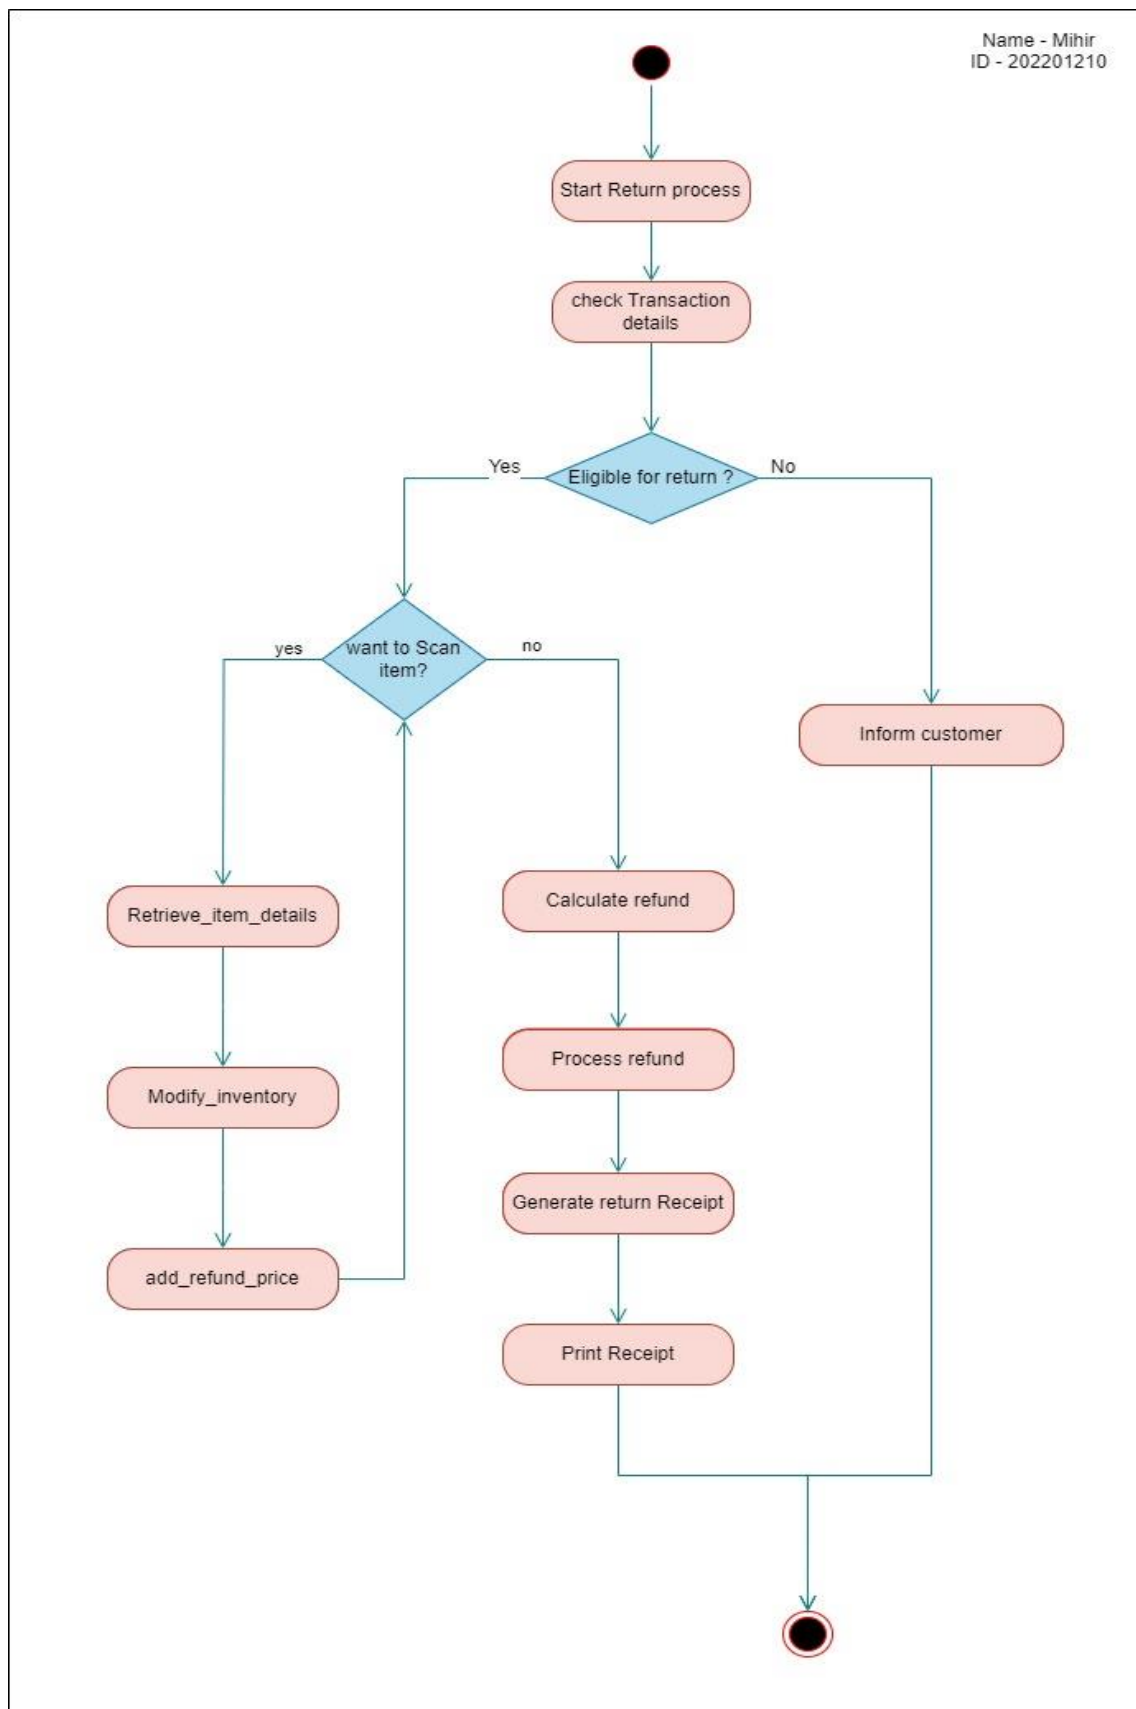 Name - Mihir
ID - 202201210
Start Return process
check Transaction
details
Eligible for return ?
Yes
No
want to Scan
item?
yes
no
Inform customer
Retrieve_item_details
Calculate refund
Modify_inventory
Process refund
add_refund_price
Generate return Receipt
Print Receipt